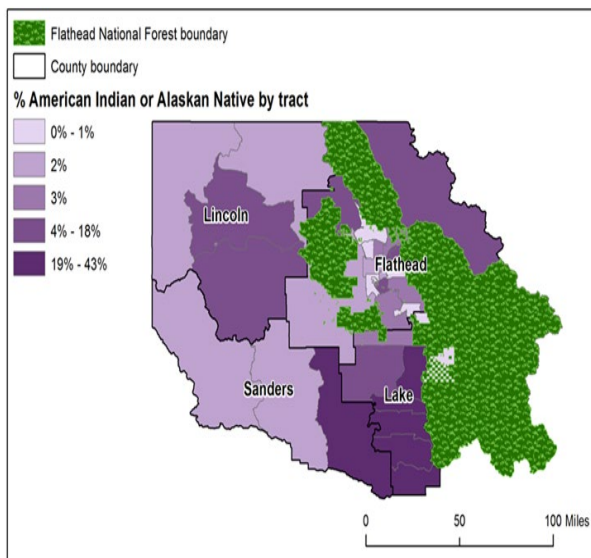 Flathead National Forest boundary
County boundary
% American Indian or Alaskan Native by tract
0% - 1%
2%
3%
4% - 18%
19% - 43%
Lincoln
Flathead
Sanders
Lake
0 50 100 Miles